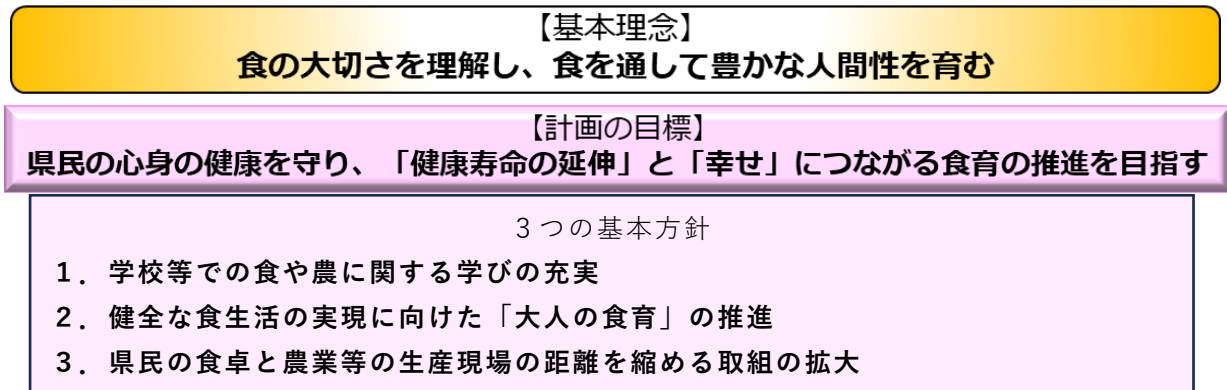 【基本理念】
食の大切さを理解し、食を通して豊かな人間性を育む
【計画の目標】
県民の心身の健康を守り、「健康寿命の延伸」と「幸せ」につながる食育の推進を目指す
3つの基本方針
1．学校等での食や農に関する学びの充実
2．健全な食生活の実現に向けた「大人の食育」の推進
3．県民の食卓と農業等の生産現場の距離を縮める取組の拡大